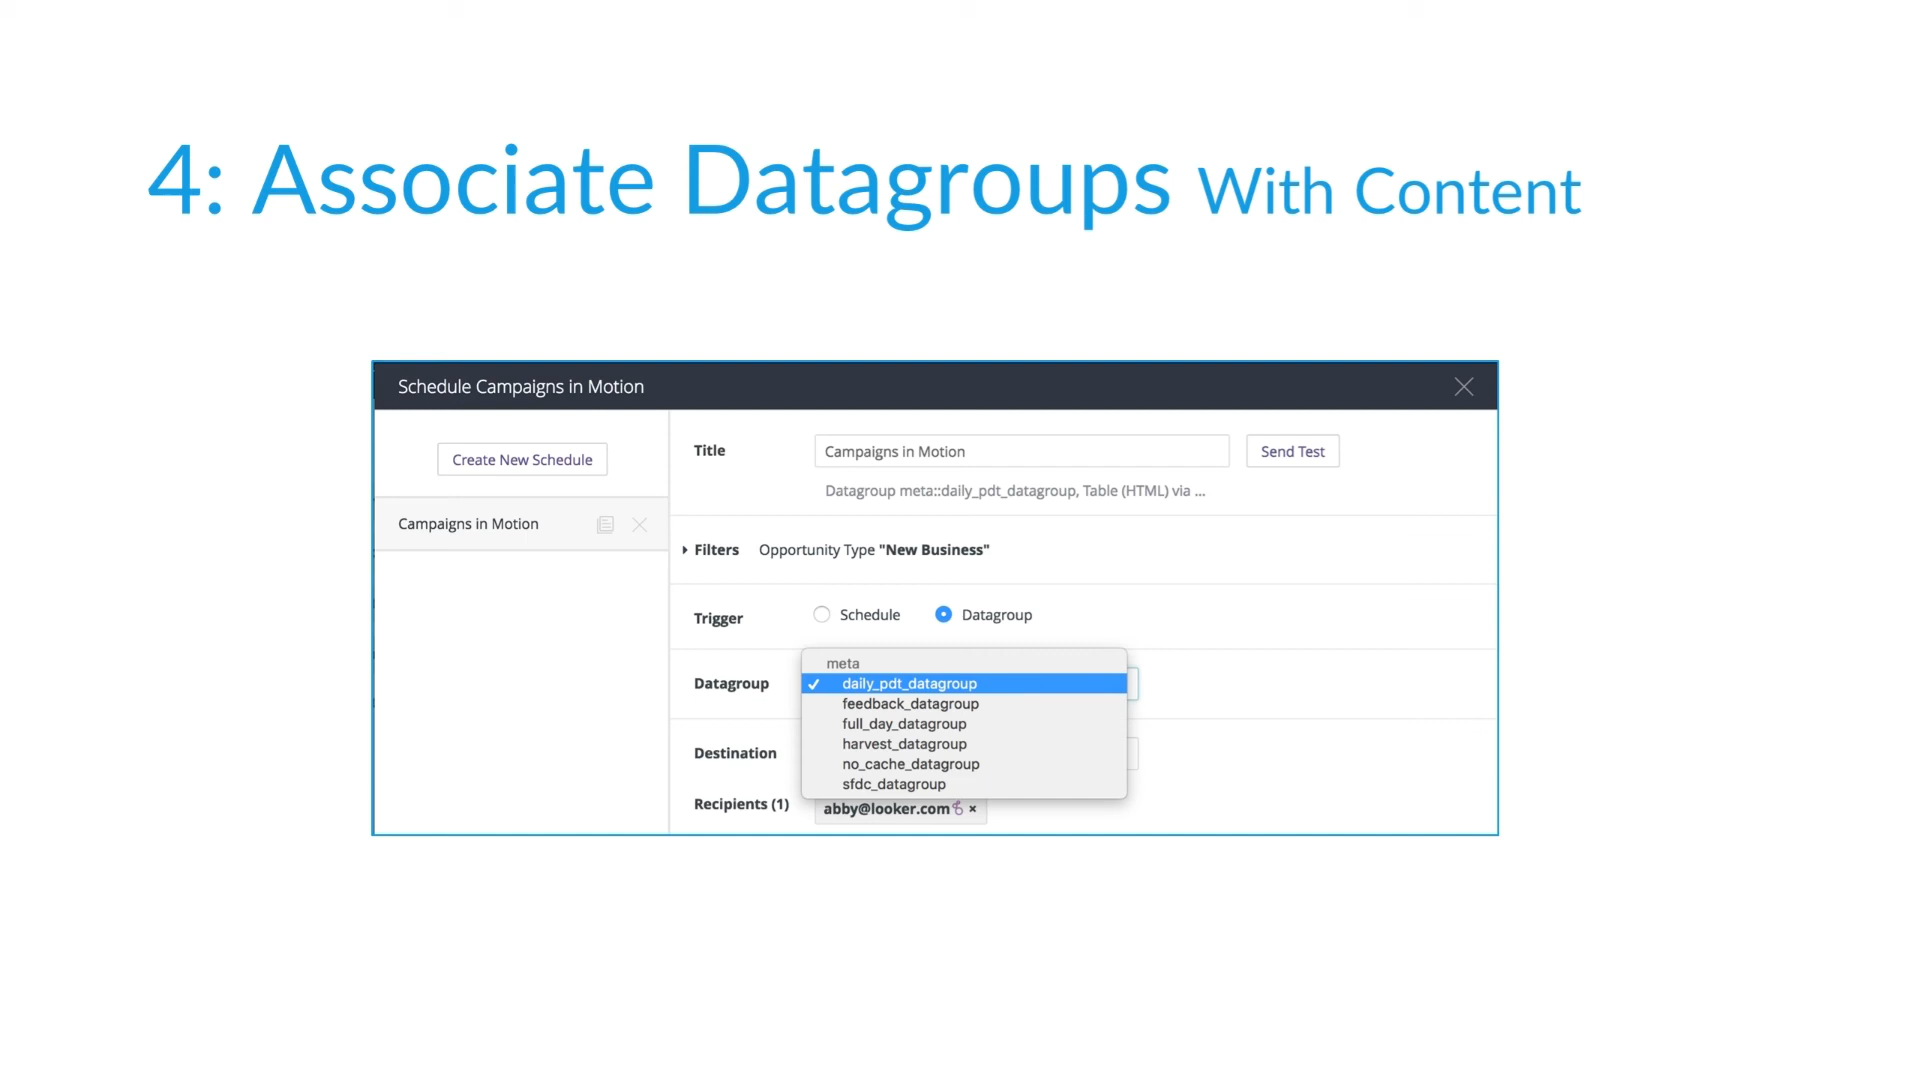 4: Associate Datagroups With Content
Schedule Campaigns in Motion
Create New Schedule
Campaigns in Motion
Title
Campaigns in Motion
Send Test
Datagroup meta::daily_pdt_datagroup, Table (HTML) via ...
Filters Opportunity Type "New Business"
Trigger
Schedule
Datagroup
Datagroup
meta
daily_pdt_datagroup
feedback_datagroup
full_day_datagroup
harvest_datagroup
no_cache_datagroup
sfdc_datagroup
Destination
Recipients (1)
abby@looker.com